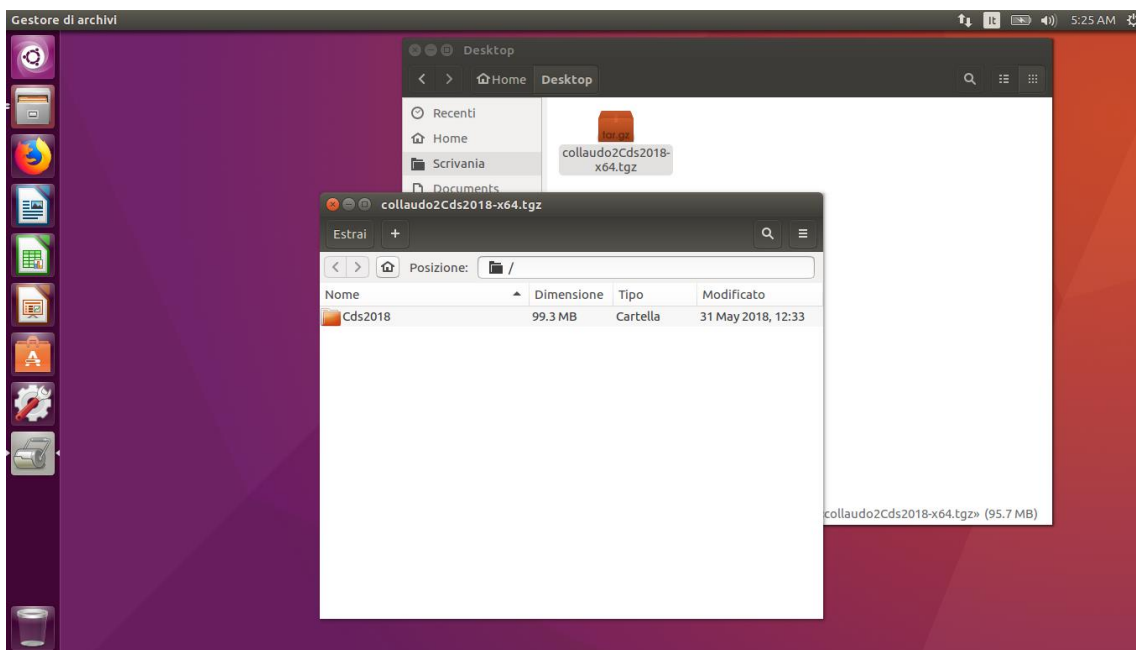 Gestore di archivi
It
5:25 AM
Desktop
Home Desktop
Recenti
Home
Scrivania
Documents
tar.gz
collaudo2Cds2018-
x64.tgz
collaudo2Cds2018-x64.tgz
Estrai +
Posizione: /
Nome Dimensione Tipo Modificato
Cds2018 99.3 MB Cartella 31 May 2018, 12:33
collaudo2Cds2018-x64.tgz» (95.7 MB)